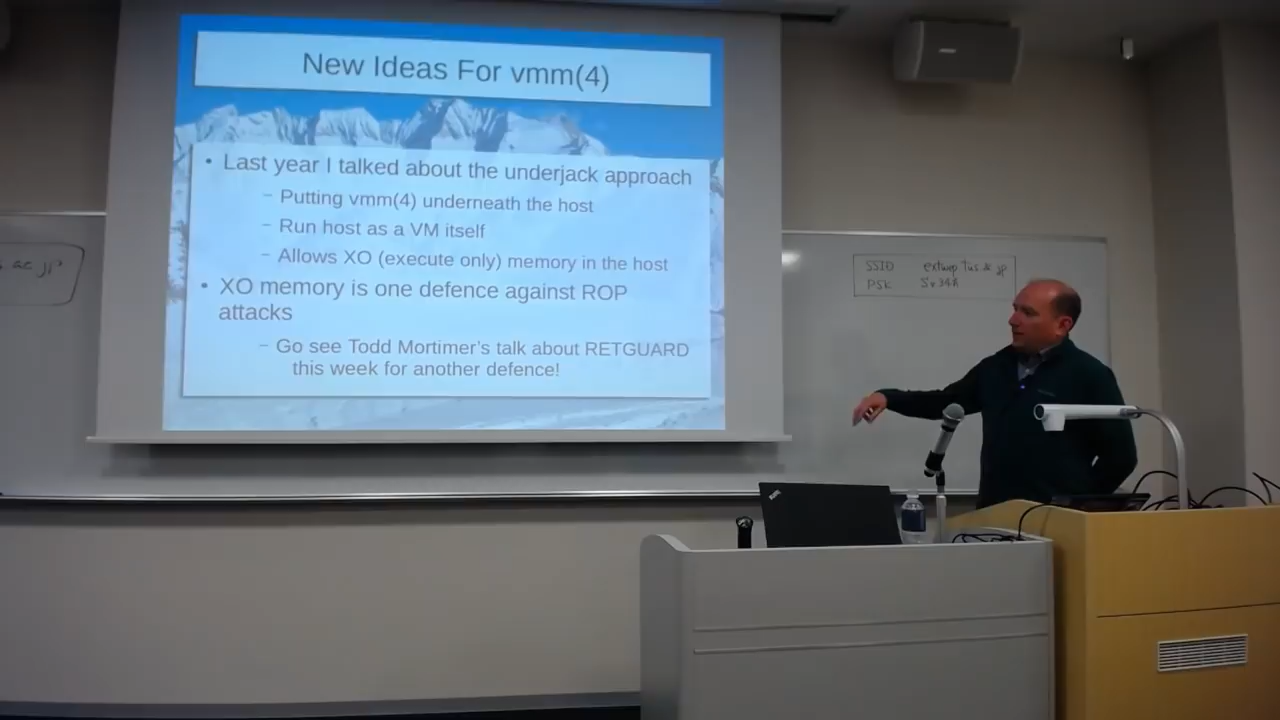 New Ideas For vmm(4)
• Last year I talked about the underjack approach
– Putting vmm(4) underneath the host
– Run host as a VM itself
– Allows XO (execute only) memory in the host
• XO memory is one defence against ROP
attacks
– Go see Todd Mortimer's talk about RETGUARD
this week for another defence!
ac.jp
SSID
PSK